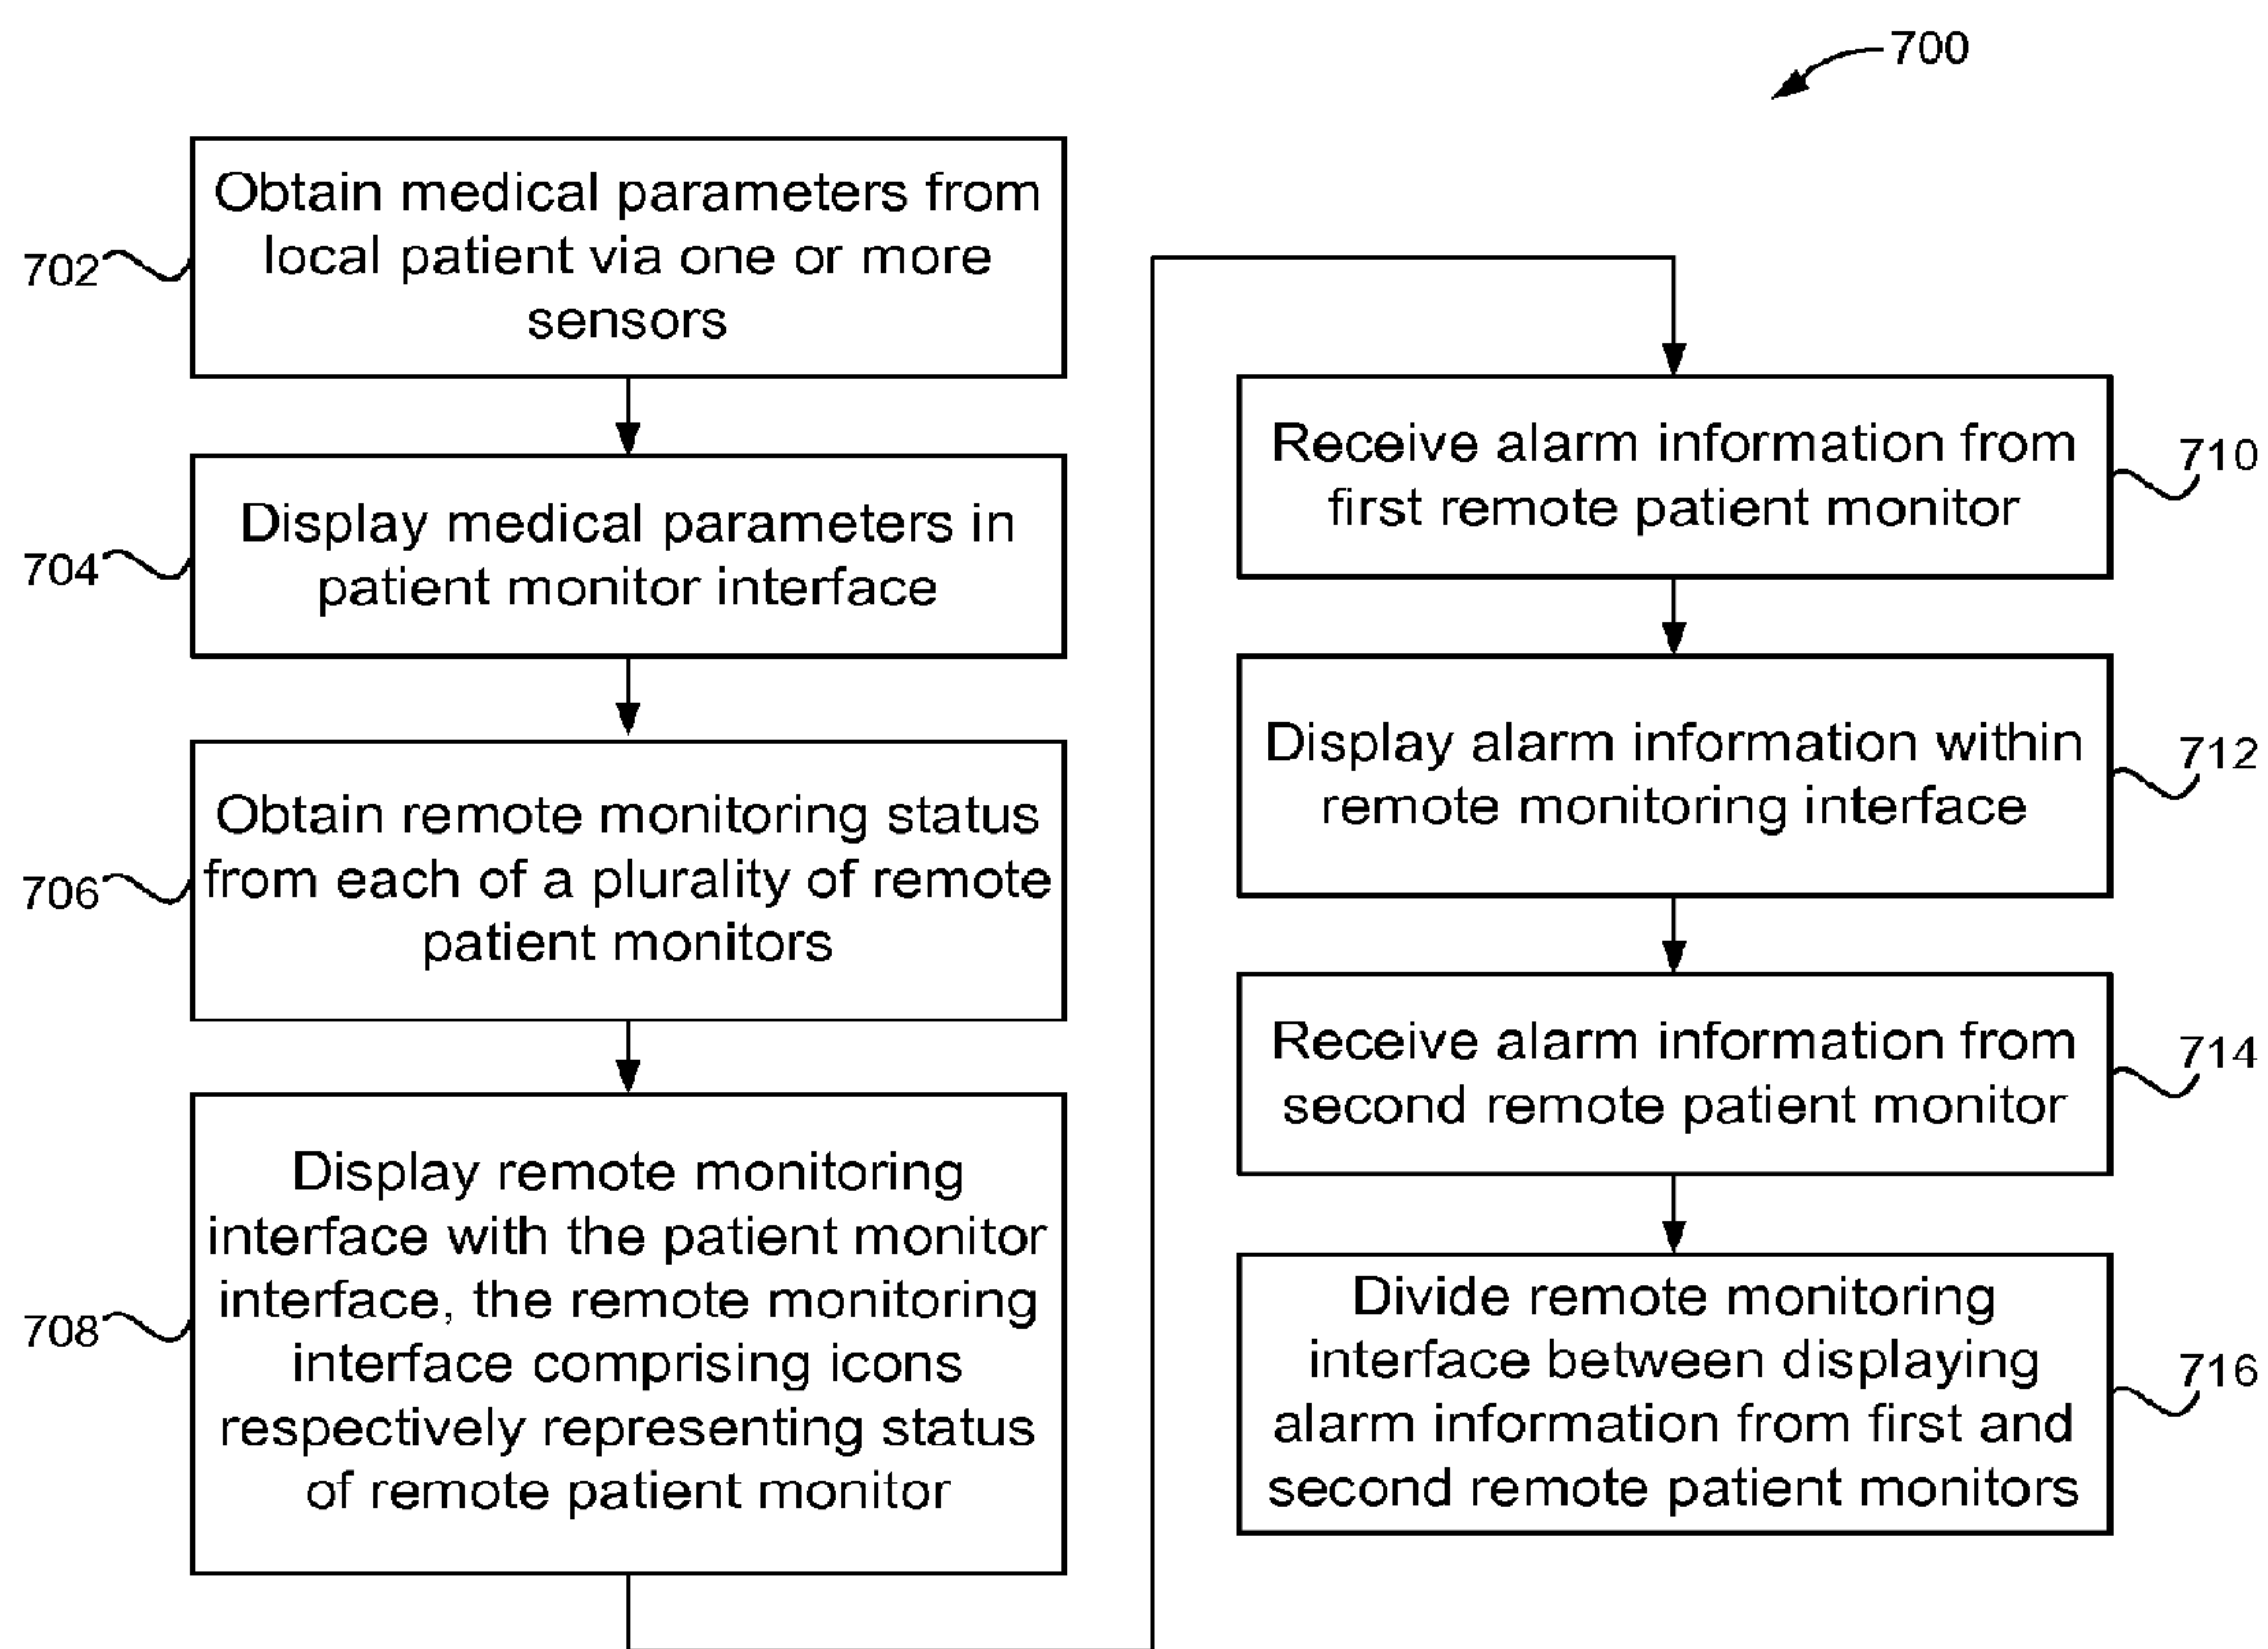 700
702
Obtain medical parameters from
local patient via one or more
sensors
704
Display medical parameters in
patient monitor interface
706
Obtain remote monitoring status
from each of a plurality of remote
patient monitors
708
Display remote monitoring
interface with the patient monitor
interface, the remote monitoring
interface comprising icons
respectively representing status
of remote patient monitor
Receive alarm information from
first remote patient monitor
710
Display alarm information within
remote monitoring interface
712
Receive alarm information from
second remote patient monitor
714
Divide remote monitoring
interface between displaying
alarm information from first and
second remote patient monitors
716